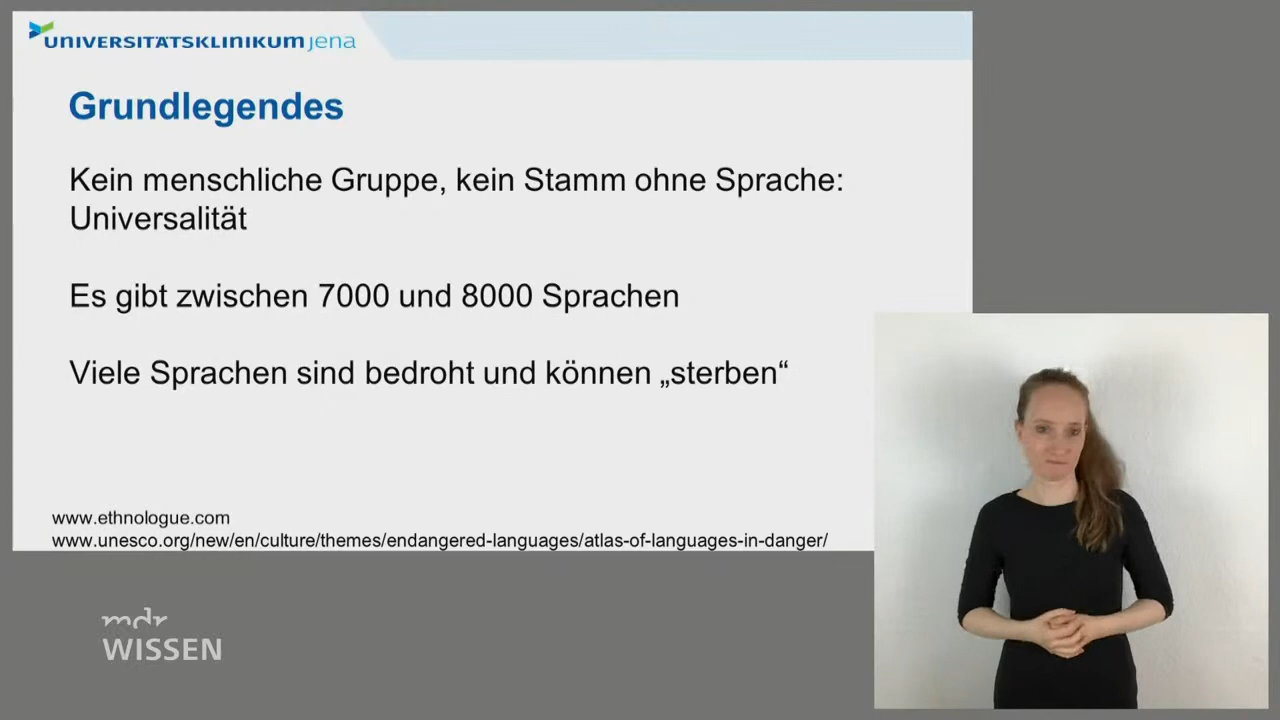 UNIVERSITÄTSKLINIKUM jena
Grundlegendes
Kein menschliche Gruppe, kein Stamm ohne Sprache:
Universalität
Es gibt zwischen 7000 und 8000 Sprachen
Viele Sprachen sind bedroht und können „sterben“
www.ethnologue.com
www.unesco.org/new/en/culture/themes/endangered-languages/atlas-of-languages-in-danger/
mdr
WISSEN